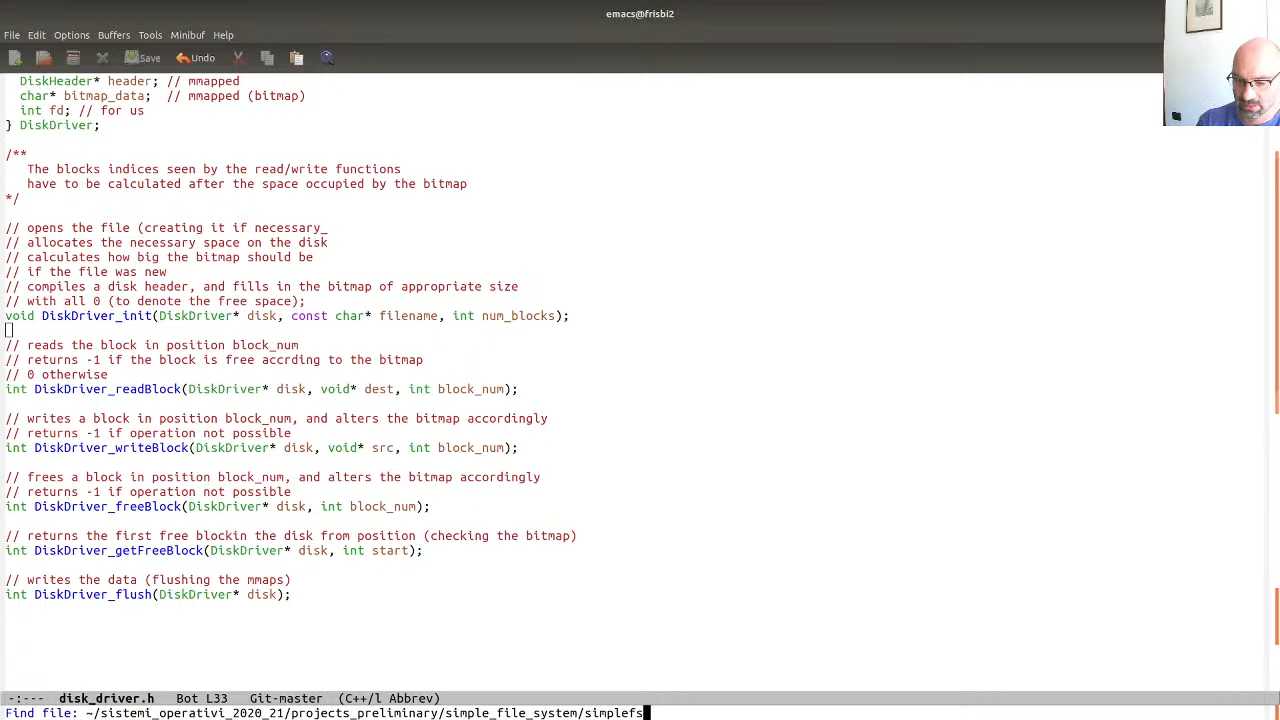 emacs@frisbi2
File Edit Options Buffers Tools Minibuf Help
Save Undo
DiskHeader* header; // mmapped
char* bitmap_data;  // mmapped (bitmap)
int fd; // for us
} DiskDriver;
/**
The blocks indices seen by the read/write functions
have to be calculated after the space occupied by the bitmap
*/
// opens the file (creating it if necessary_
// allocates the necessary space on the disk
// calculates how big the bitmap should be
// if the file was new
// compiles a disk header, and fills in the bitmap of appropriate size
// with all 0 (to denote the free space);
void DiskDriver_init(DiskDriver* disk, const char* filename, int num_blocks);
// reads the block in position block_num
// returns -1 if the block is free accrding to the bitmap
// 0 otherwise
int DiskDriver_readBlock(DiskDriver* disk, void* dest, int block_num);
// writes a block in position block_num, and alters the bitmap accordingly
// returns -1 if operation not possible
int DiskDriver_writeBlock(DiskDriver* disk, void* src, int block_num);
// frees a block in position block_num, and alters the bitmap accordingly
// returns -1 if operation not possible
int DiskDriver_freeBlock(DiskDriver* disk, int block_num);
// returns the first free blockin the disk from position (checking the bitmap)
int DiskDriver_getFreeBlock(DiskDriver* disk, int start);
// writes the data (flushing the mmaps)
int DiskDriver_flush(DiskDriver* disk);
-:--- disk_driver.h Bot L33 Git-master (C++/l Abbrev)
Find file: ~/sistemi_operativi_2020_21/projects_preliminary/simple_file_system/simplefs